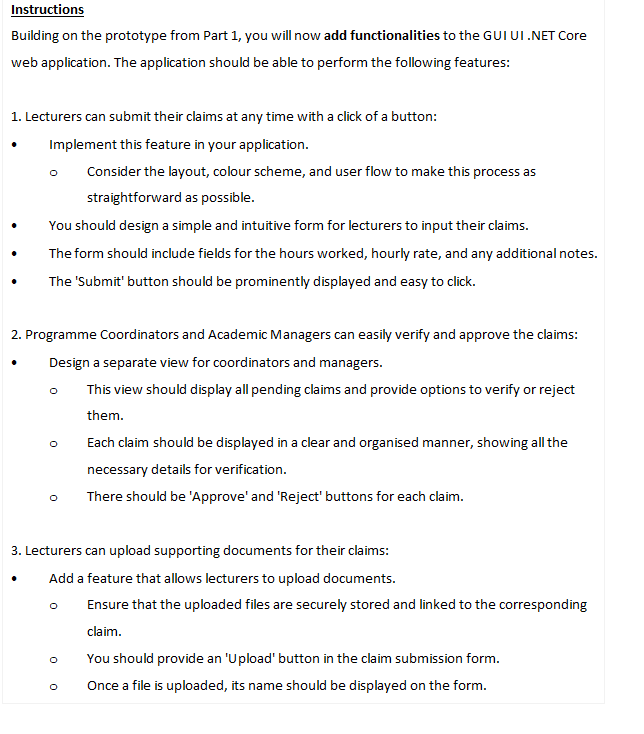 Instructions
Building on the prototype from Part 1, you will now add functionalities to the GUI UI .NET Core
web application. The application should be able to perform the following features:
1. Lecturers can submit their claims at any time with a click of a button:
• Implement this feature in your application.
o Consider the layout, colour scheme, and user flow to make this process as
straightforward as possible.
• You should design a simple and intuitive form for lecturers to input their claims.
• The form should include fields for the hours worked, hourly rate, and any additional notes.
• The 'Submit' button should be prominently displayed and easy to click.
2. Programme Coordinators and Academic Managers can easily verify and approve the claims:
• Design a separate view for coordinators and managers.
o This view should display all pending claims and provide options to verify or reject
them.
o Each claim should be displayed in a clear and organised manner, showing all the
necessary details for verification.
o There should be 'Approve' and 'Reject' buttons for each claim.
3. Lecturers can upload supporting documents for their claims:
• Add a feature that allows lecturers to upload documents.
o Ensure that the uploaded files are securely stored and linked to the corresponding
claim.
o You should provide an 'Upload' button in the claim submission form.
o Once a file is uploaded, its name should be displayed on the form.